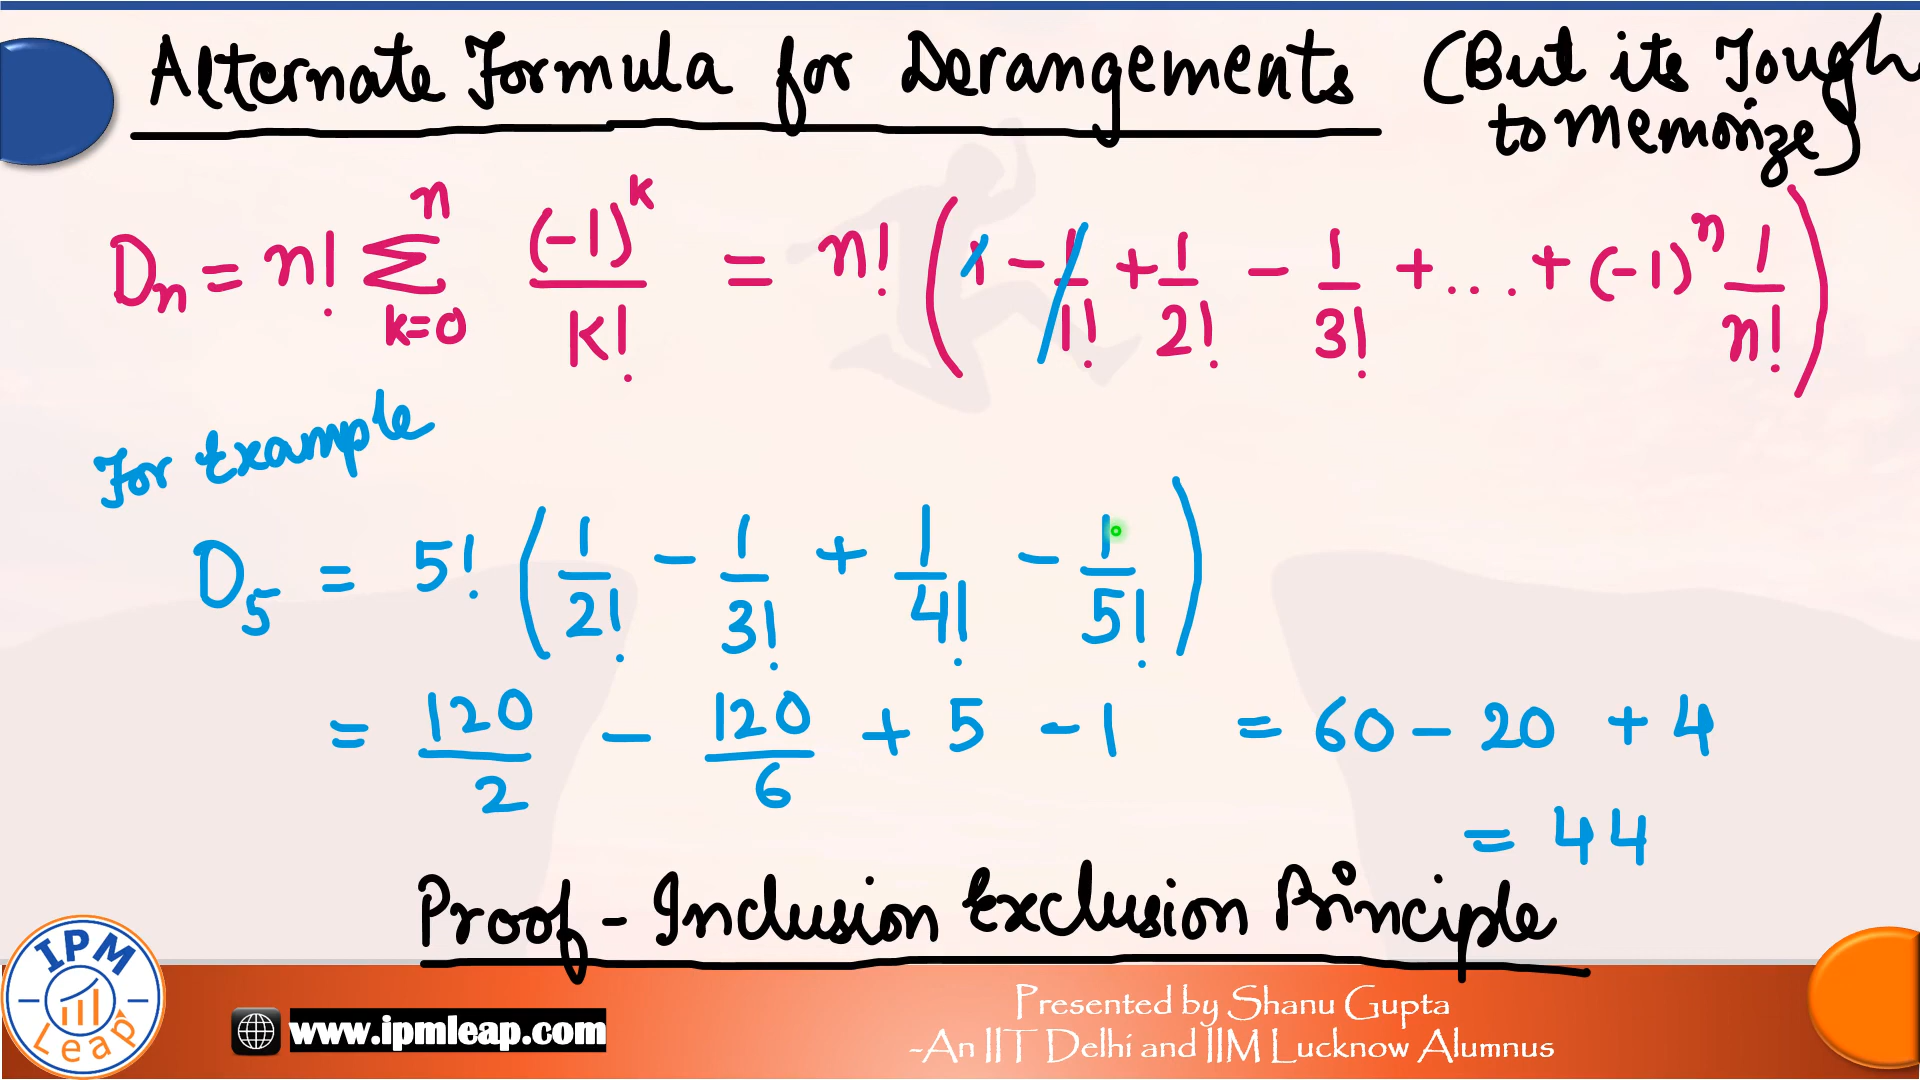 Alternate Formula for Derangements (But its Tough
to Memorize)
Dn = n! Σ (k=0 to n) (-1)^k / k! = n! (1 - 1/1! + 1/2! - 1/3! + ... + (-1)^n 1/n!)
For Example
D5 = 5! (1/2! - 1/3! + 1/4! - 1/5!)
= 120/2 - 120/6 + 5 - 1 = 60 - 20 + 4
= 44
Proof - Inclusion Exclusion Principle
IPM
Leap
www.ipmleap.com
Presented by Shanu Gupta
-An IIT Delhi and IIM Lucknow Alumnus